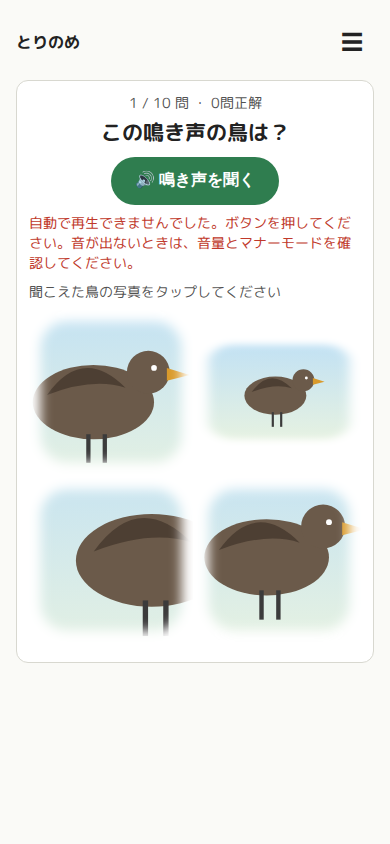 とりのめ
1 / 10 問 · 0問正解
この鳴き声の鳥は？
🔊 鳴き声を聞く
自動で再生できませんでした。ボタンを押してくだ
さい。音が出ないときは、音量とマナーモードを確
認してください。
聞こえた鳥の写真をタップしてください